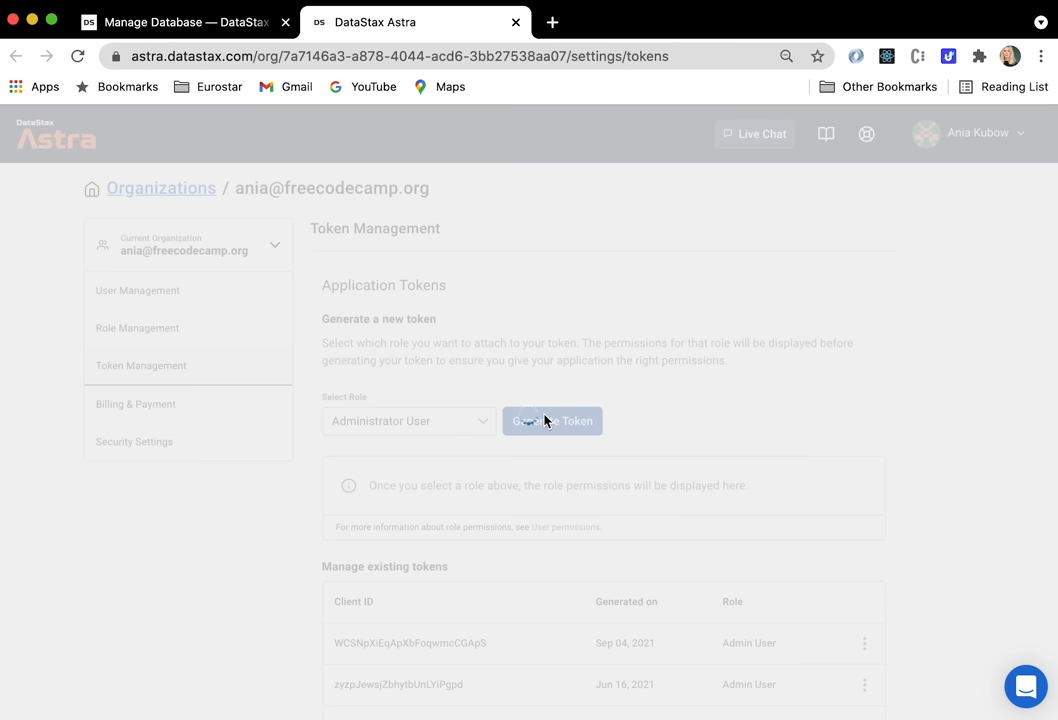 DS Manage Database — DataStax
DS DataStax Astra
astra.datastax.com/org/7a7146a3-a878-4044-acd6-3bb27538aa07/settings/tokens
Apps Bookmarks Eurostar Gmail YouTube Maps Other Bookmarks Reading List
DataStax
Astra
Live Chat
Ania Kubow
Organizations / ania@freecodecamp.org
Current Organization
ania@freecodecamp.org
User Management
Role Management
Token Management
Billing & Payment
Security Settings
Token Management
Application Tokens
Generate a new token
Select which role you want to attach to your token. The permissions for that role will be displayed before
generating your token to ensure you give your application the right permissions.
Select Role
Administrator User
Generate Token
Once you select a role above, the role permissions will be displayed here.
For more information about role permissions, see User permissions.
Manage existing tokens
Client ID Generated on Role
WCSNpXiEqApXbFoqwmcCGApS Sep 04, 2021 Admin User
zyzpJewsjZbhytbUnLYiPgpd Jun 16, 2021 Admin User